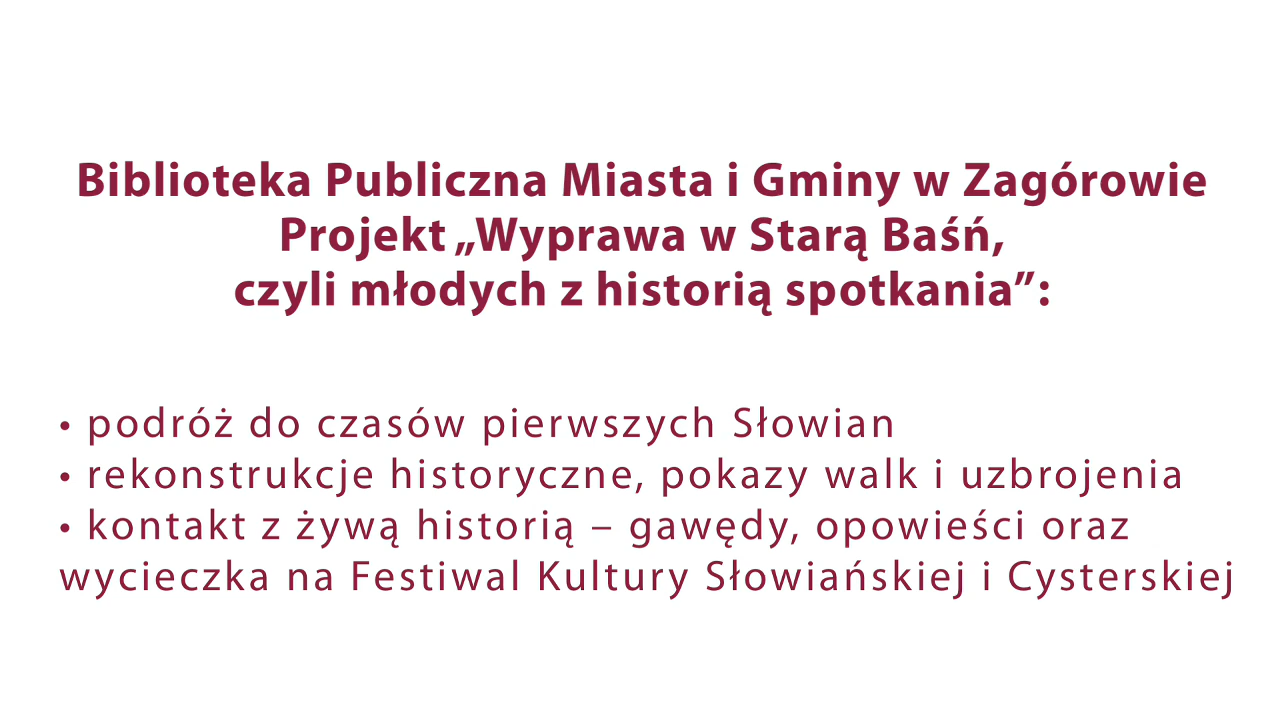 Biblioteka Publiczna Miasta i Gminy w Zagórowie
Projekt „Wyprawa w Starą Baśń,
czyli młodych z historią spotkania”:
• podróż do czasów pierwszych Słowian
• rekonstrukcje historyczne, pokazy walk i uzbrojenia
• kontakt z żywą historią – gawędy, opowieści oraz
wycieczka na Festiwal Kultury Słowiańskiej i Cysterskiej